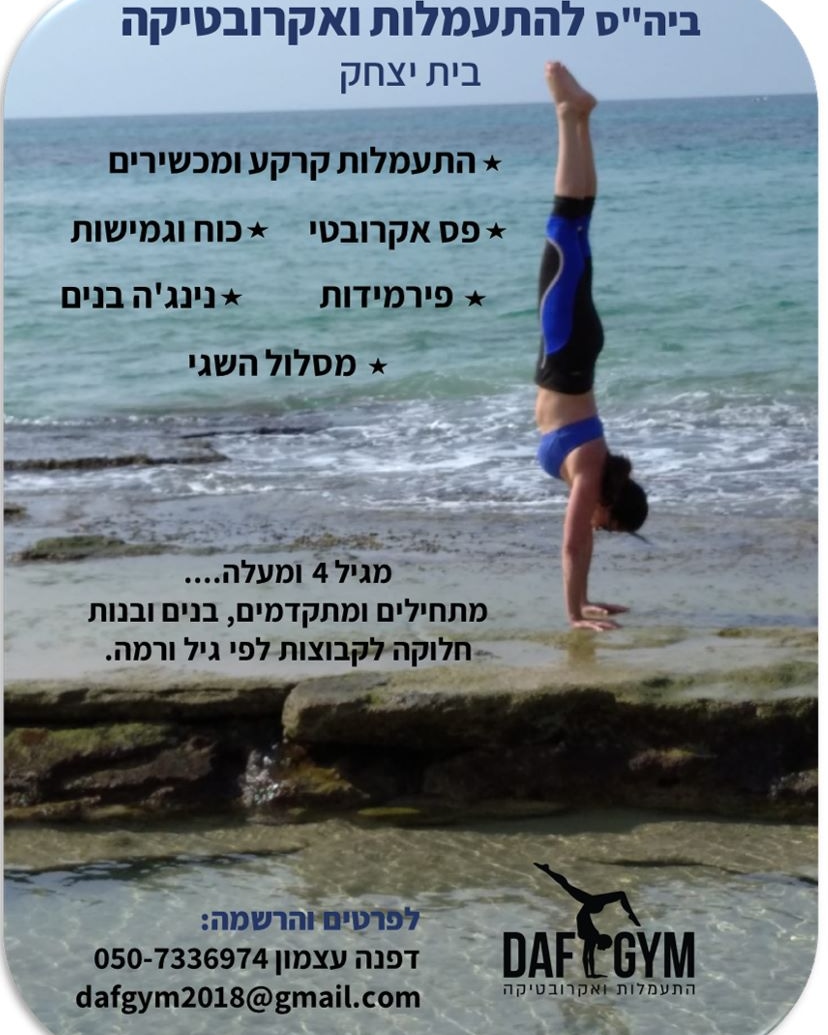 ביה"ס להתעמלות ואקרובטיקה
בית יצחק
★ התעמלות קרקע ומכשירים
★ פס אקרובטי ★ כוח וגמישות
★ פירמידות ★ נינג'ה בנים
★ מסלול השגי
מגיל 4 ומעלה....
מתחילים ומתקדמים, בנים ובנות
חלוקה לקבוצות לפי גיל ורמה.
לפרטים והרשמה:
דפנה עצמון 050-7336974
dafgym2018@gmail.com
DAF GYM
התעמלות ואקרובטיקה